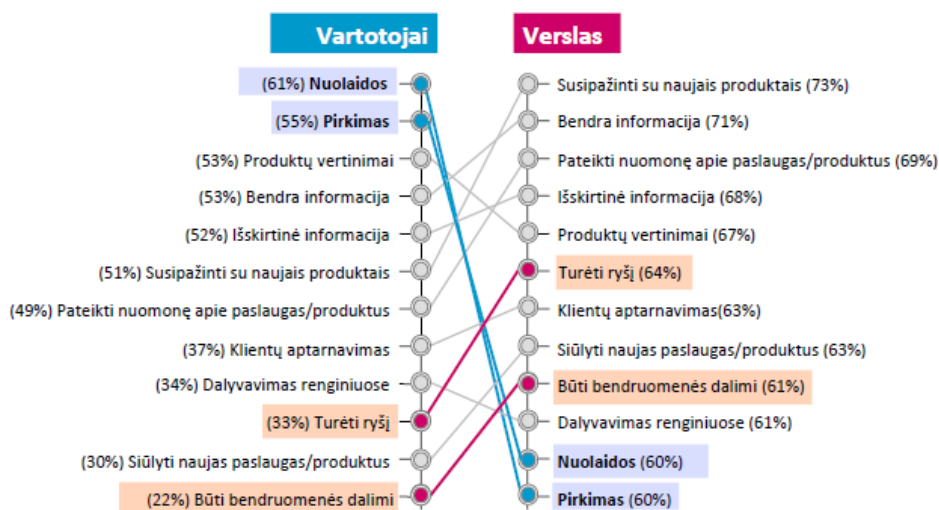 Vartotojai
Verslas
(61%) Nuolaidos
(55%) Pirkimas
(53%) Produktų vertinimai
(53%) Bendra informacija
(52%) Išskirtinė informacija
(51%) Susipažinti su naujais produktais
(49%) Pateikti nuomonę apie paslaugas/produktus
(37%) Klientų aptarnavimas
(34%) Dalyvavimas renginiuose
(33%) Turėti ryšį
(30%) Siūlyti naujas paslaugas/produktus
(22%) Būti bendruomenės dalimi
Susipažinti su naujais produktais (73%)
Bendra informacija (71%)
Pateikti nuomonę apie paslaugas/produktus (69%)
Išskirtinė informacija (68%)
Produktų vertinimai (67%)
Turėti ryšį (64%)
Klientų aptarnavimas(63%)
Siūlyti naujas paslaugas/produktus (63%)
Būti bendruomenės dalimi (61%)
Dalyvavimas renginiuose (61%)
Nuolaidos (60%)
Pirkimas (60%)